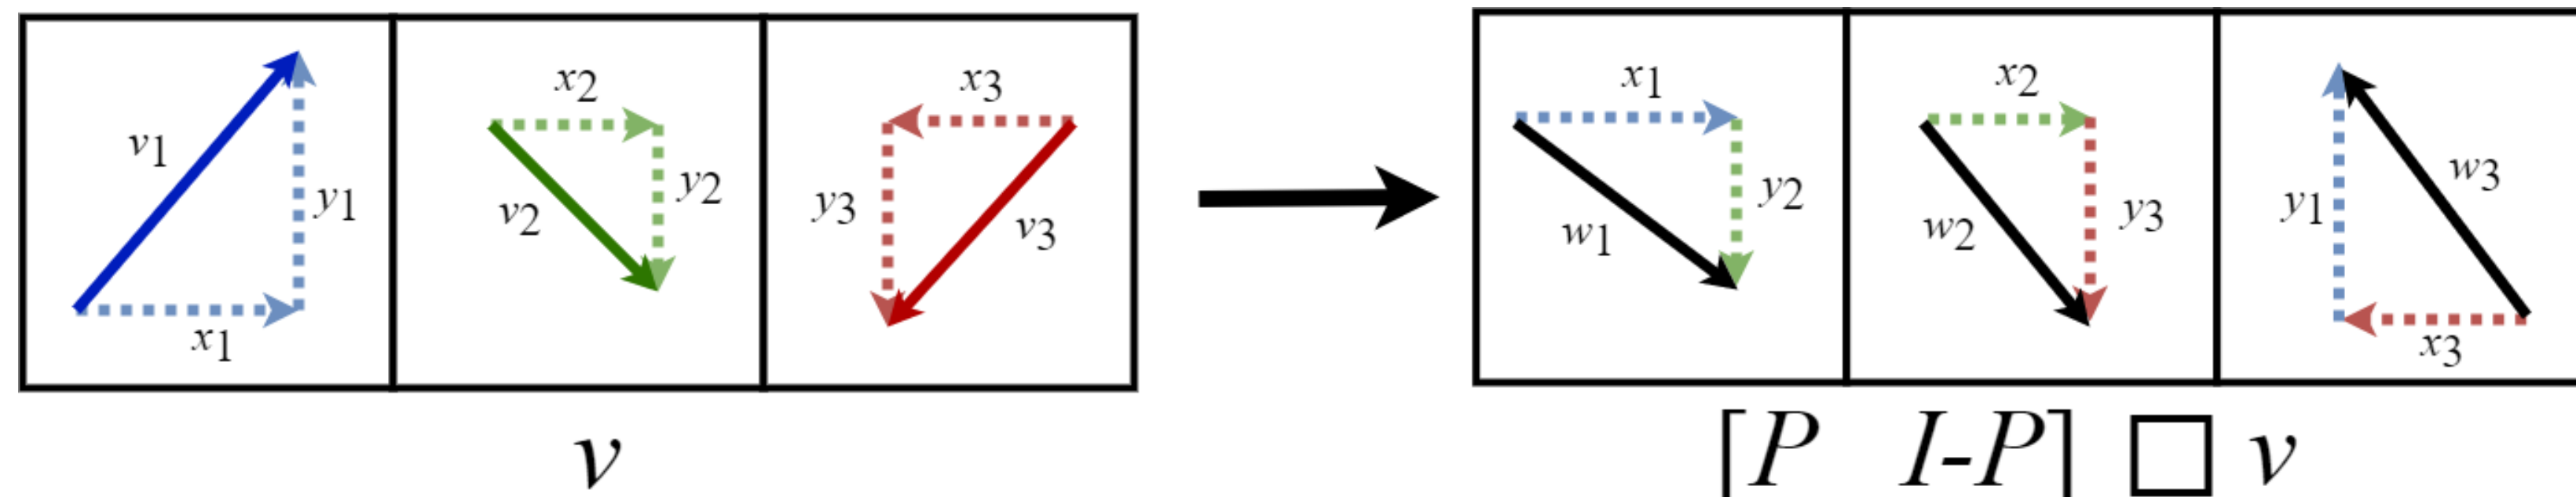 v1 x1 y1
x2 v2 y2
x3 y3 v3
x1 y2 w1
x2 w2 y3
y1 w3 x3
v
[P I-P] □ v